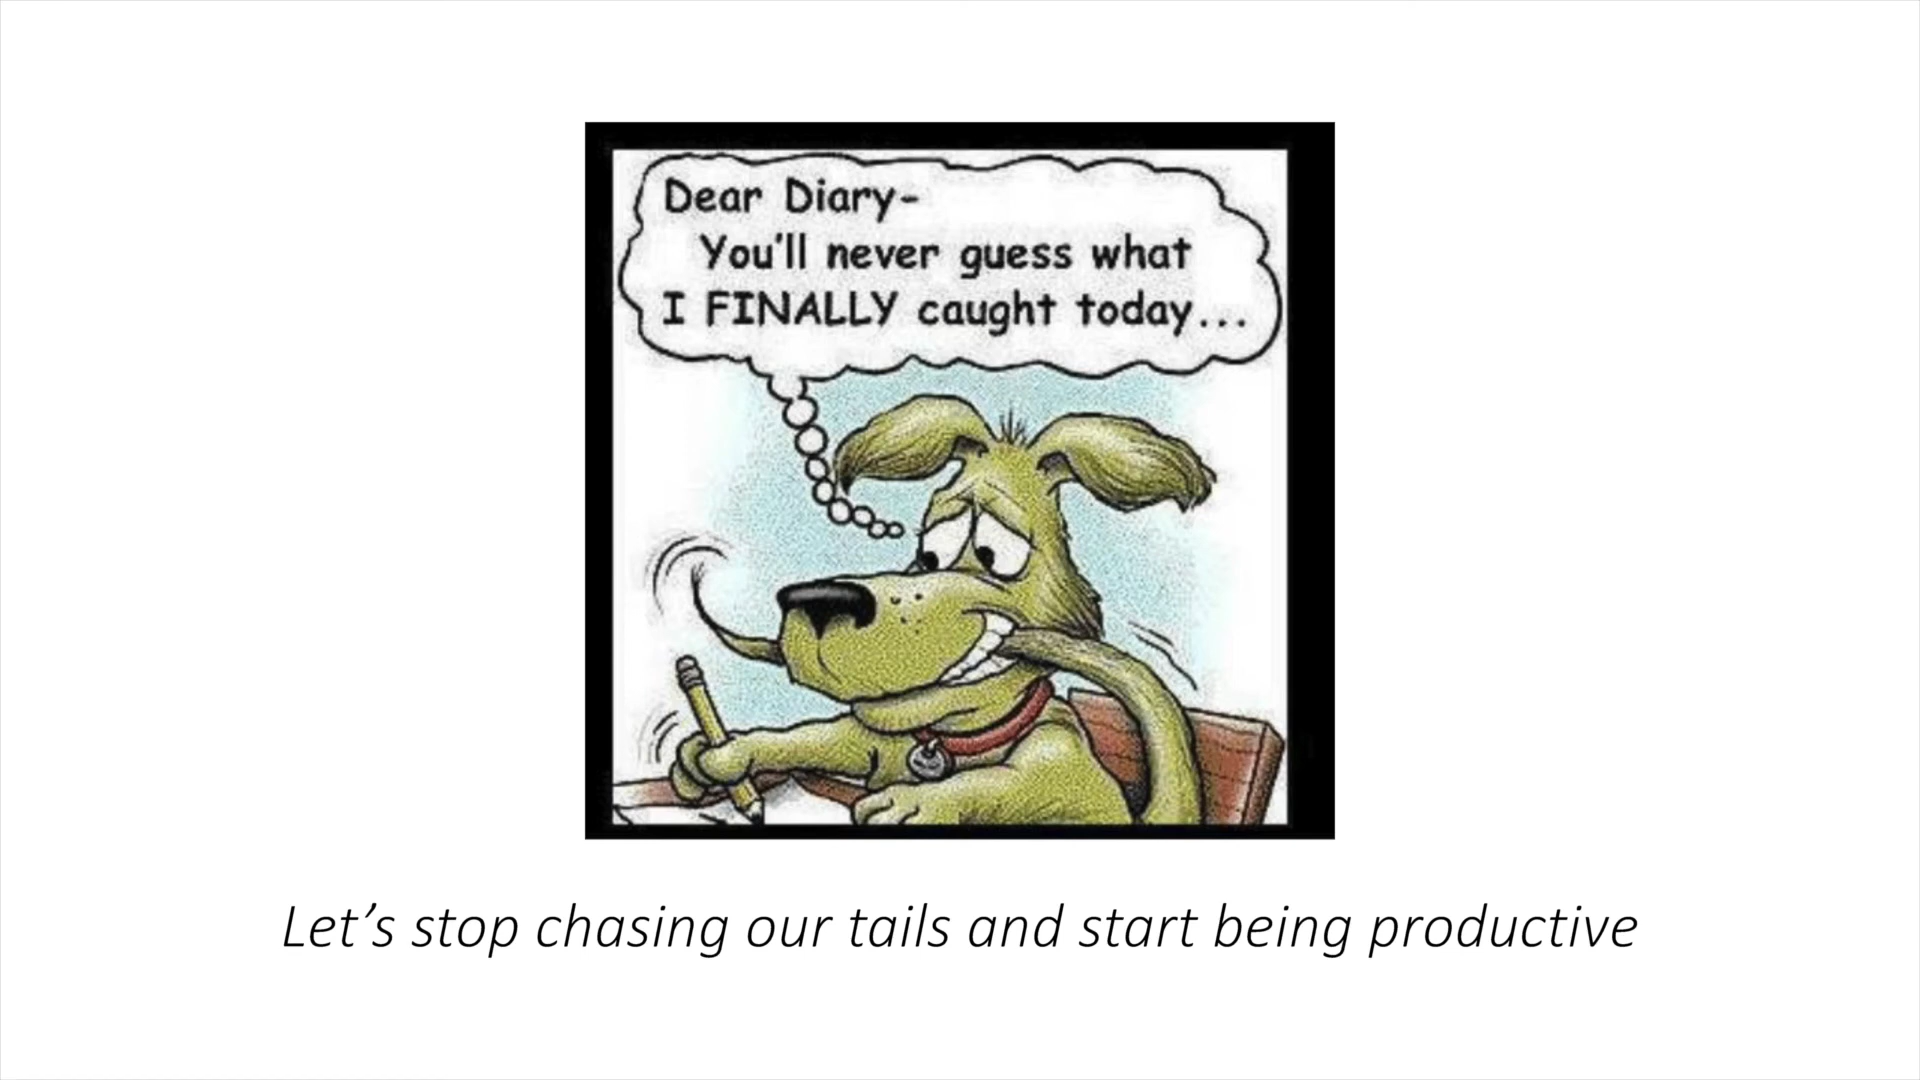 Dear Diary-
You'll never guess what
I FINALLY caught today...
Let’s stop chasing our tails and start being productive